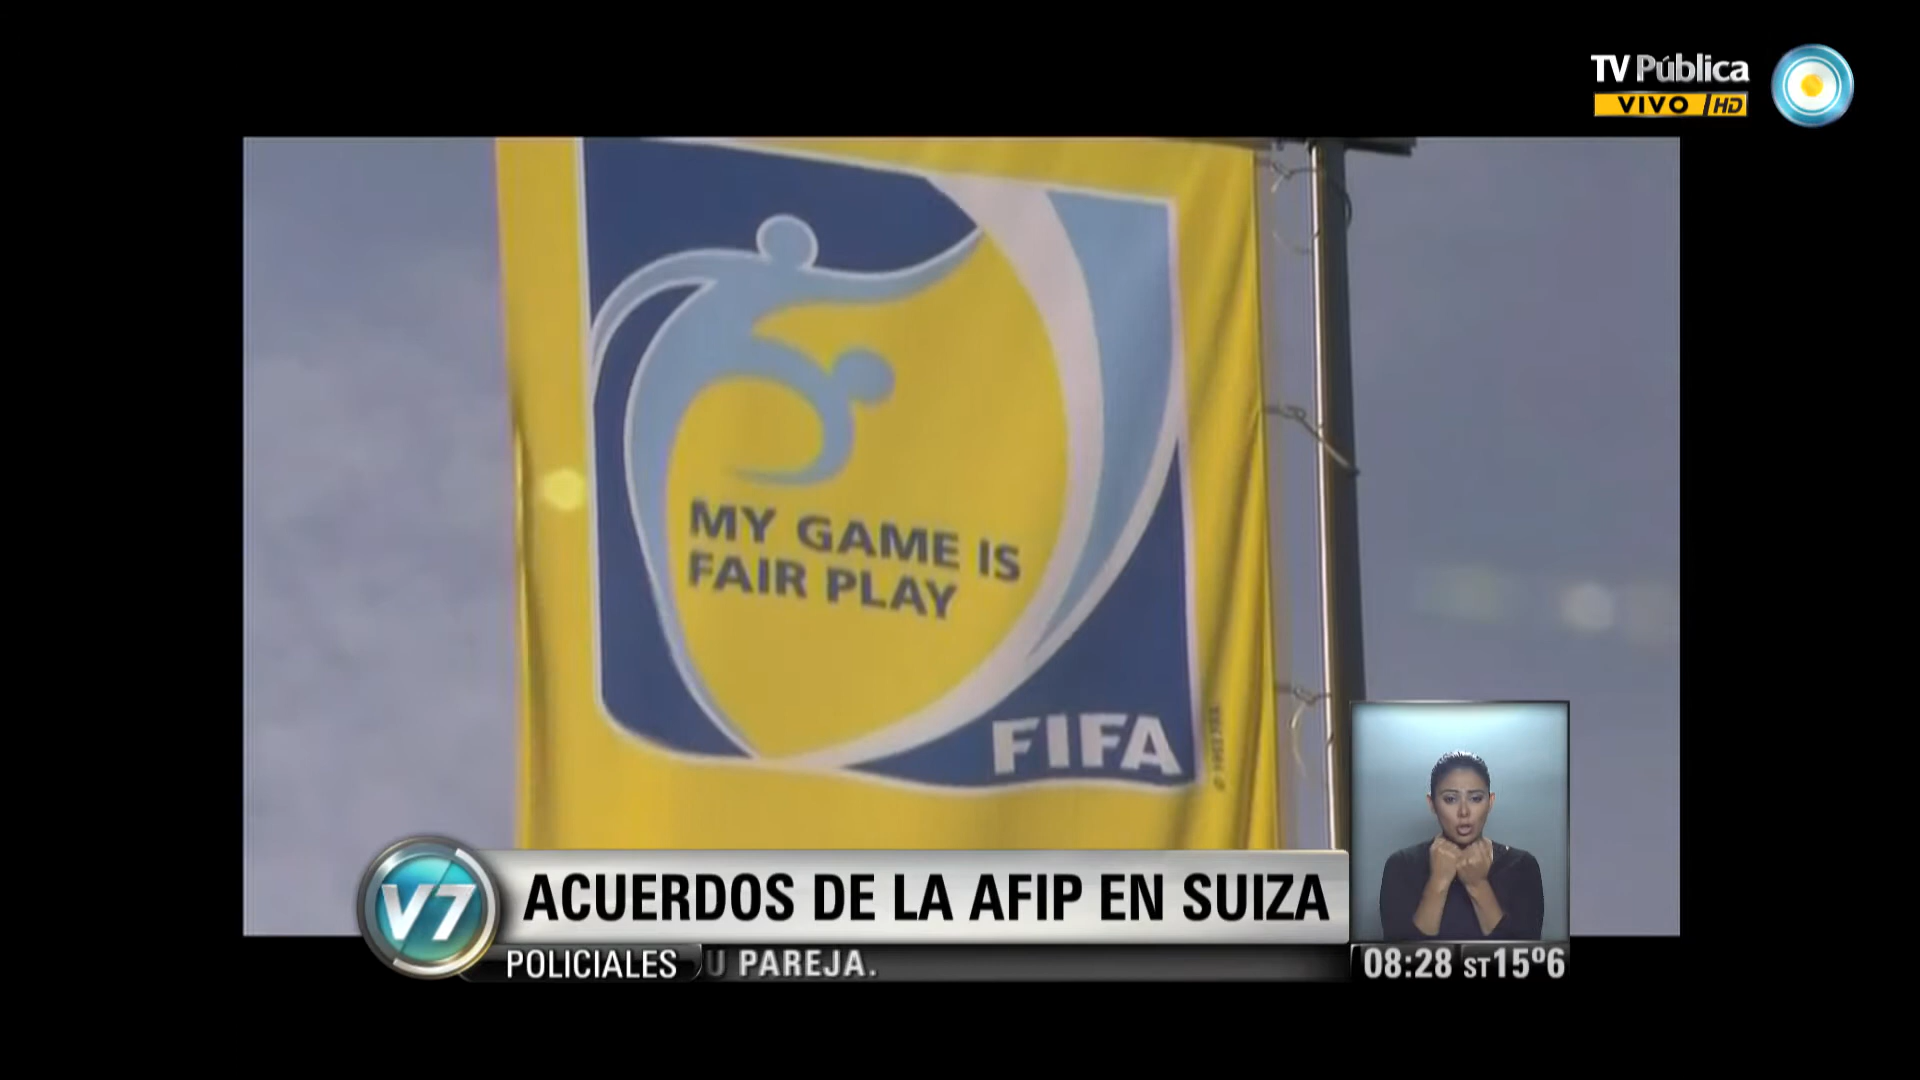 TV Pública
VIVO HD
MY GAME IS
FAIR PLAY
FIFA
V7
ACUERDOS DE LA AFIP EN SUIZA
POLICIALES
U PAREJA.
08:28 ST 15º6